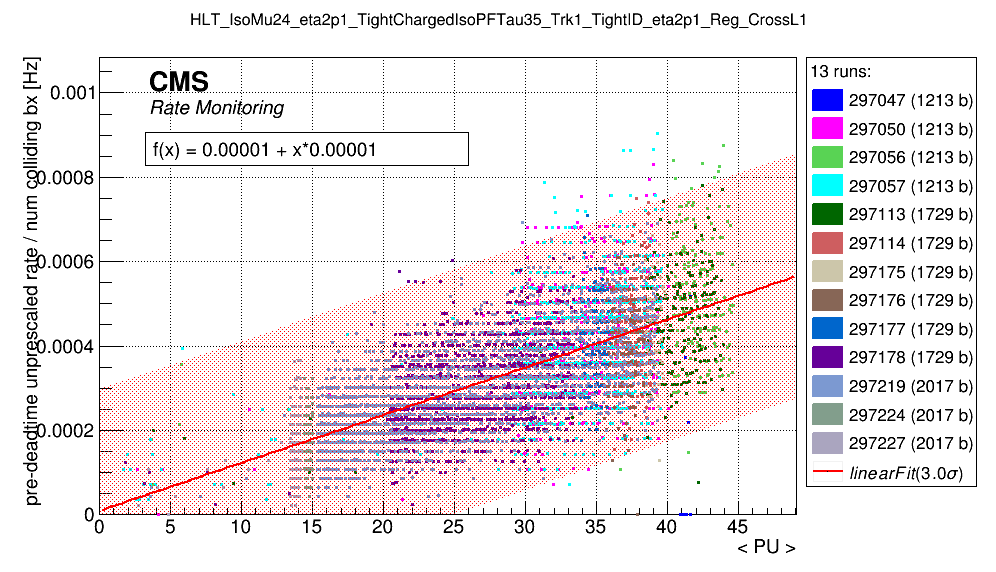 HLT_IsoMu24_eta2p1_TightChargedIsoPFTau35_Trk1_TightID_eta2p1_Reg_CrossL1
pre-deadtime unprescaled rate / num colliding bx [Hz]
CMS
Rate Monitoring
f(x) = 0.00001 + x*0.00001
0.001
0.0008
0.0006
0.0004
0.0002
0
0 5 10 15 20 25 30 35 40 45
< PU >
13 runs:
297047 (1213 b)
297050 (1213 b)
297056 (1213 b)
297057 (1213 b)
297113 (1729 b)
297114 (1729 b)
297175 (1729 b)
297176 (1729 b)
297177 (1729 b)
297178 (1729 b)
297219 (2017 b)
297224 (2017 b)
297227 (2017 b)
linearFit(3.0σ)